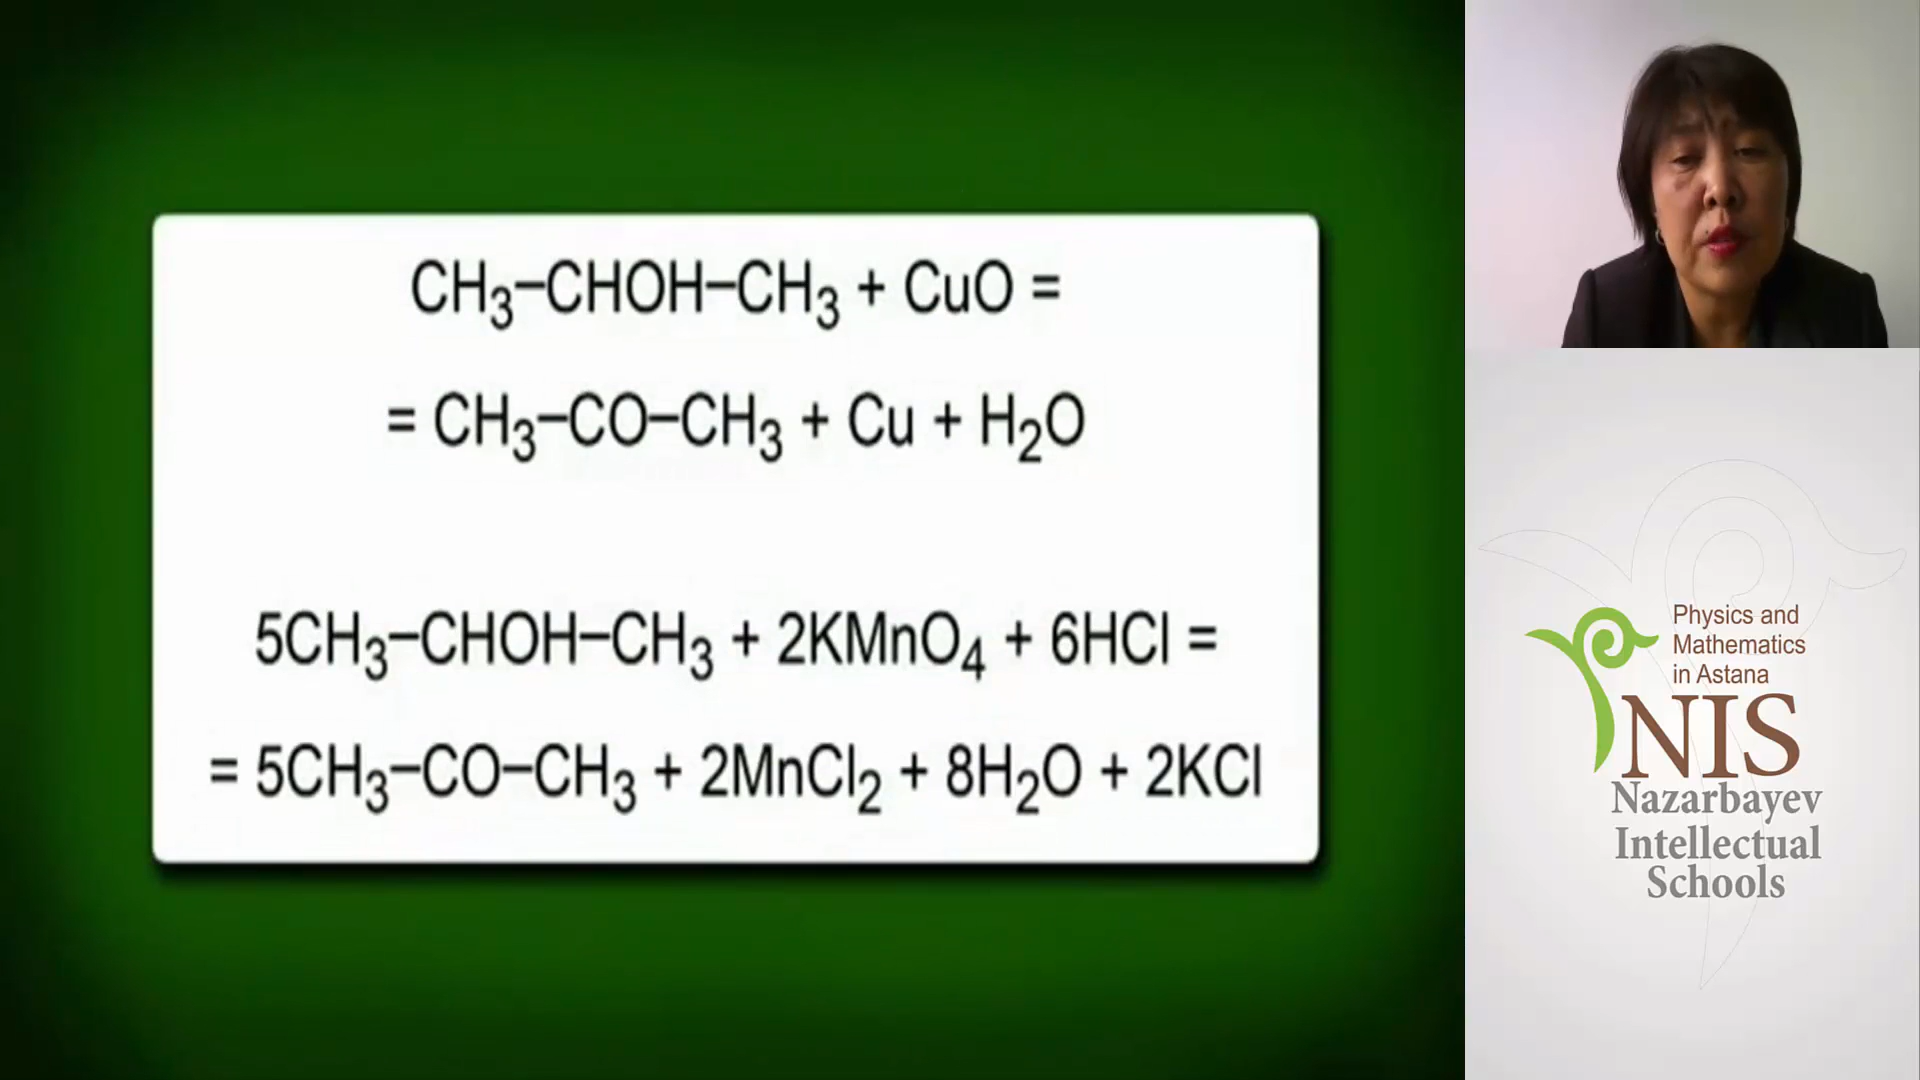 CH₃–CHOH–CH₃ + CuO =
= CH₃–CO–CH₃ + Cu + H₂O
5CH₃–CHOH–CH₃ + 2KMnO₄ + 6HCl =
= 5CH₃–CO–CH₃ + 2MnCl₂ + 8H₂O + 2KCl
Physics and
Mathematics
in Astana
NIS
Nazarbayev
Intellectual
Schools